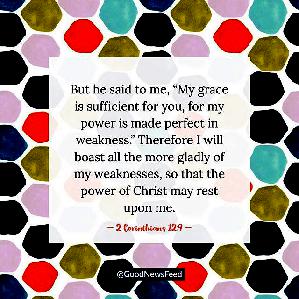 But he said to me, “My grace
is sufficient for you, for my
power is made perfect in
weakness.” Therefore I will
boast all the more gladly of
my weaknesses, so that the
power of Christ may rest
upon me.
— 2 Corinthians 12:9 —
@GoodNewsFeed